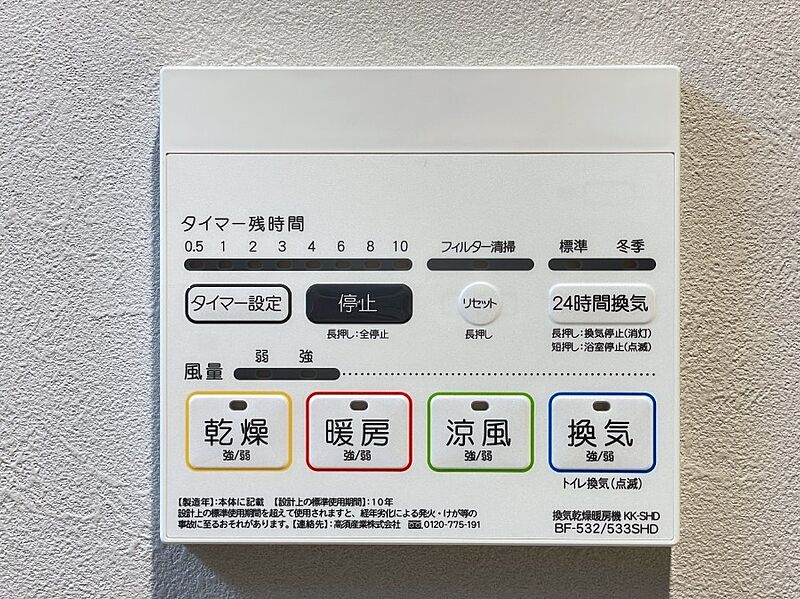 タイマー残時間
0.5 1 2 3 4 6 8 10 フィルター清掃 標準 冬季
タイマー設定 停止 リセット 24時間換気
長押し:全停止 長押し 長押し:換気停止(消灯)
短押し:浴室停止(点滅)
風量 弱 強
乾燥 暖房 涼風 換気
強/弱 強/弱 強/弱 強/弱
トイレ換気(点滅)
【製造年】:本体に記載 【設計上の標準使用期間】:10年
設計上の標準使用期間を超えて使用されますと、経年劣化による発火・けが等の
事故に至るおそれがあります。【連絡先】:高須産業株式会社 0120-775-191
換気乾燥暖房機 KK-SHD
BF-532/533SHD